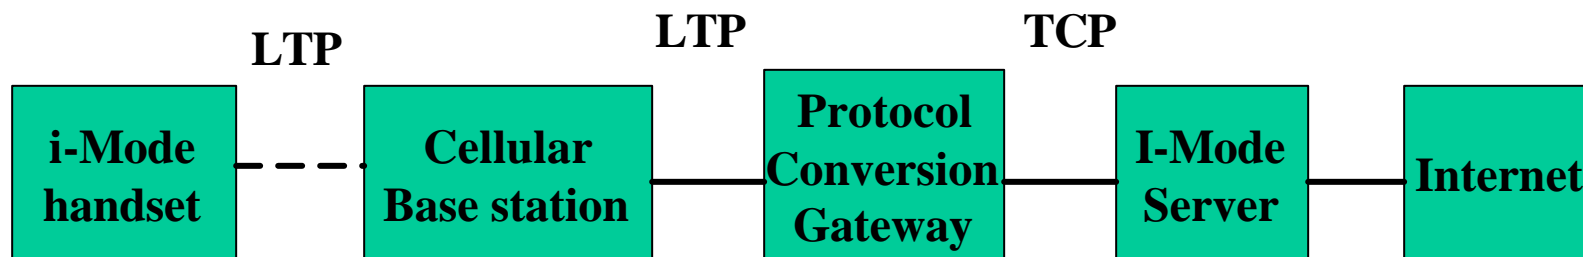 LTP
LTP
TCP
i-Mode
handset
Cellular
Base station
Protocol
Conversion
Gateway
I-Mode
Server
Internet